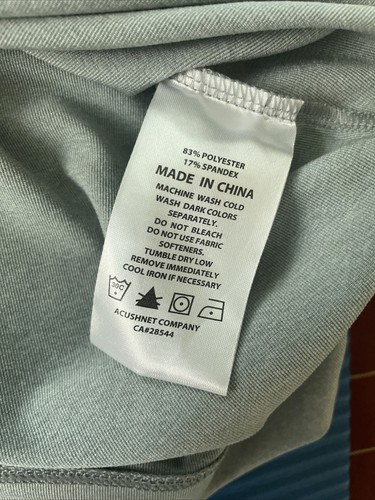 83% POLYESTER
17% SPANDEX
MADE IN CHINA
MACHINE WASH COLD
WASH DARK COLORS
SEPARATELY.
DO NOT BLEACH
DO NOT USE FABRIC
SOFTENERS.
TUMBLE DRY LOW
REMOVE IMMEDIATELY
COOL IRON IF NECESSARY
30C
ACUSHNET COMPANY
CA#28544